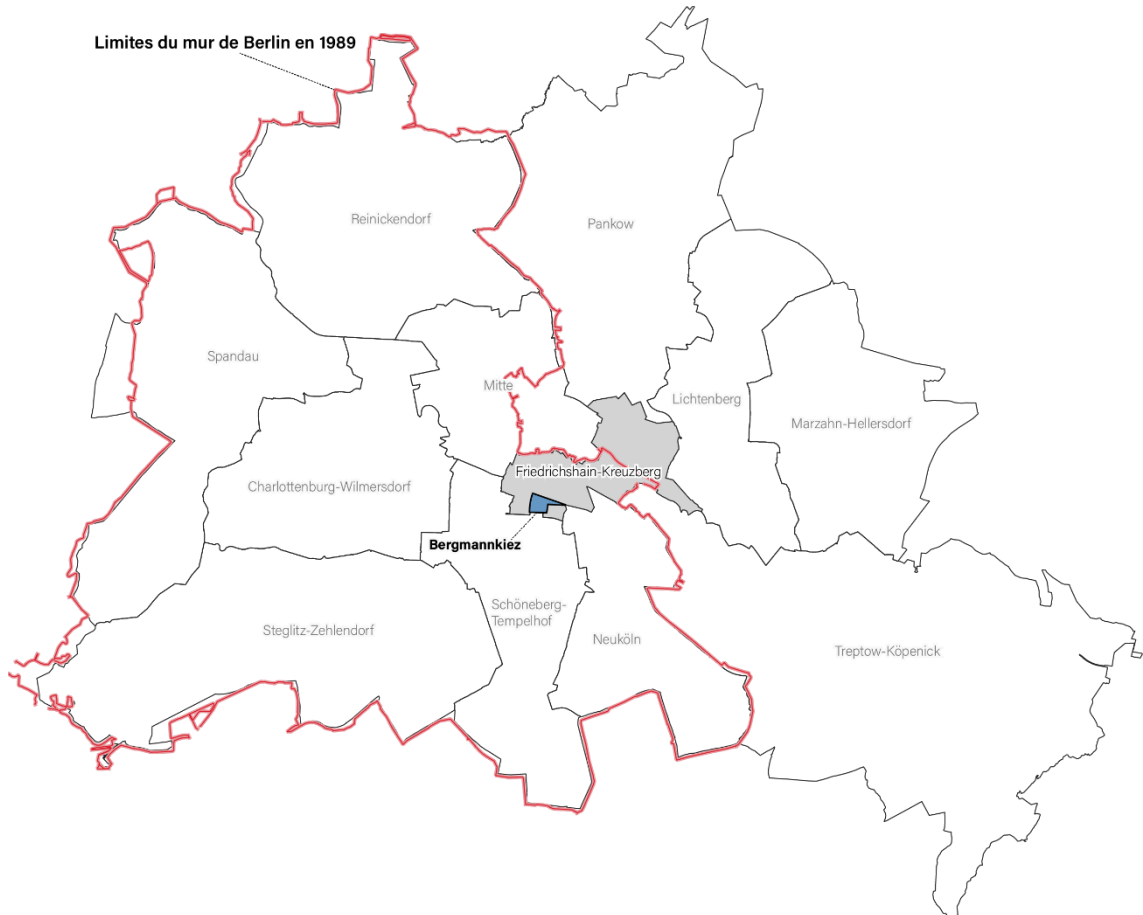 Limites du mur de Berlin en 1989
Reinickendorf
Pankow
Spandau
Mitte
Lichtenberg
Marzahn-Hellersdorf
Friedrichshain-Kreuzberg
Charlottenburg-Wilmersdorf
Bergmannkiez
Schöneberg-
Tempelhof
Steglitz-Zehlendorf
Neuköln
Treptow-Köpenick